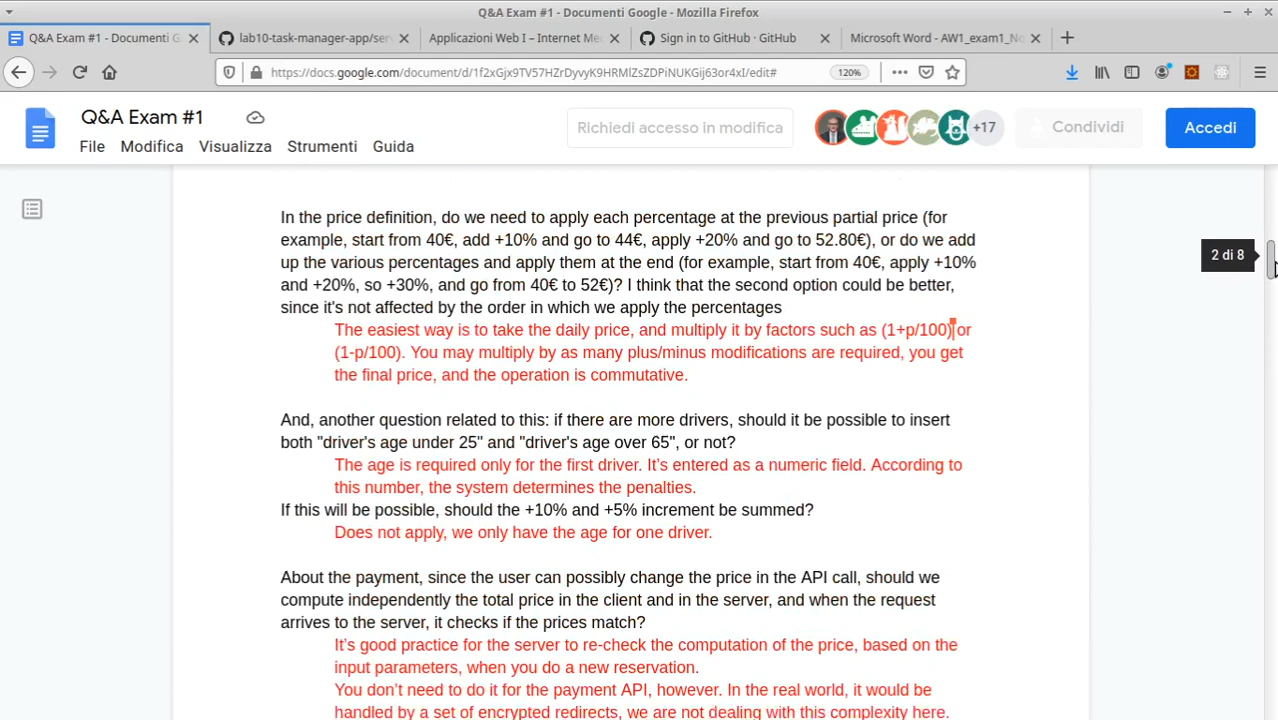 Q&A Exam #1 - Documenti Google - Mozilla Firefox
Q&A Exam #1 - Documenti G
lab10-task-manager-app/ser
Applicazioni Web I – Internet Me
Sign in to GitHub · GitHub
Microsoft Word - AW1_exam1_No
https://docs.google.com/document/d/1f2xGjx9TV57HZrDyvyK9HRMlZsZDPiNUKGij63or4xI/edit#
120%
Q&A Exam #1
Richiedi accesso in modifica
+17
Condividi
Accedi
File Modifica Visualizza Strumenti Guida
In the price definition, do we need to apply each percentage at the previous partial price (for
example, start from 40€, add +10% and go to 44€, apply +20% and go to 52.80€), or do we add
up the various percentages and apply them at the end (for example, start from 40€, apply +10%
and +20%, so +30%, and go from 40€ to 52€)? I think that the second option could be better,
since it's not affected by the order in which we apply the percentages
The easiest way is to take the daily price, and multiply it by factors such as (1+p/100) or
(1-p/100). You may multiply by as many plus/minus modifications are required, you get
the final price, and the operation is commutative.
2 di 8
And, another question related to this: if there are more drivers, should it be possible to insert
both "driver's age under 25" and "driver's age over 65", or not?
The age is required only for the first driver. It’s entered as a numeric field. According to
this number, the system determines the penalties.
If this will be possible, should the +10% and +5% increment be summed?
Does not apply, we only have the age for one driver.
About the payment, since the user can possibly change the price in the API call, should we
compute independently the total price in the client and in the server, and when the request
arrives to the server, it checks if the prices match?
It’s good practice for the server to re-check the computation of the price, based on the
input parameters, when you do a new reservation.
You don’t need to do it for the payment API, however. In the real world, it would be
handled by a set of encrypted redirects, we are not dealing with this complexity here.